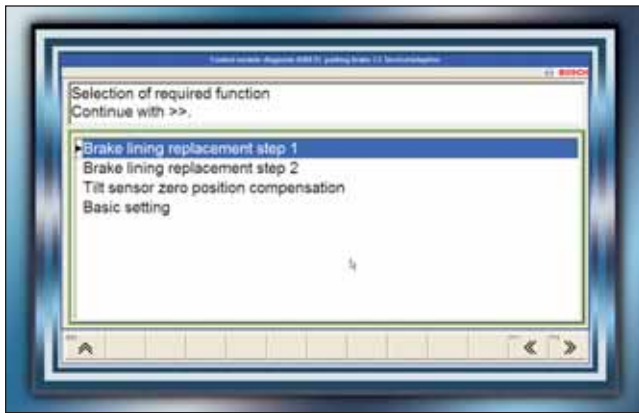 BOSCH
Selection of required function
Continue with >>.
Brake lining replacement step 1
Brake lining replacement step 2
Tilt sensor zero position compensation
Basic setting